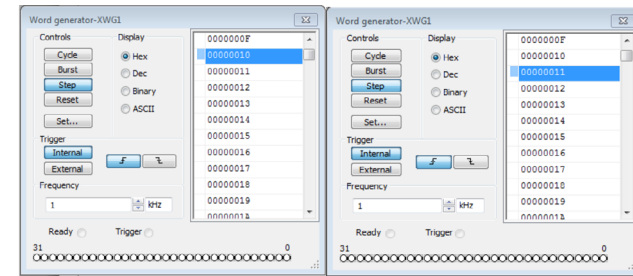 Word generator-XWG1
Controls
Display
Cycle
Burst
Step
Reset
Set...
Hex
Dec
Binary
ASCII
Trigger
Internal
External
Frequency
1
kHz
Ready
Trigger
31
0
0000000F
00000010
00000011
00000012
00000013
00000014
00000015
00000016
00000017
00000018
00000019
0000001A
Word generator-XWG1
Controls
Display
Cycle
Burst
Step
Reset
Set...
Hex
Dec
Binary
ASCII
Trigger
Internal
External
Frequency
1
kHz
Ready
Trigger
31
0
0000000F
00000010
00000011
00000012
00000013
00000014
00000015
00000016
00000017
00000018
00000019
0000001A